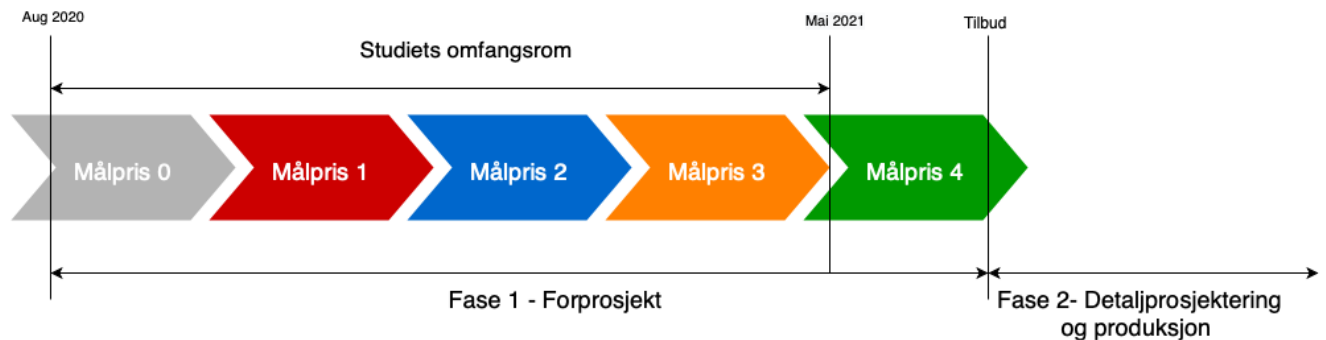 Aug 2020
Mai 2021
Tilbud
Studiets omfangsrom
Målpris 0
Målpris 1
Målpris 2
Målpris 3
Målpris 4
Fase 1 - Forprosjekt
Fase 2- Detaljprosjektering
og produksjon